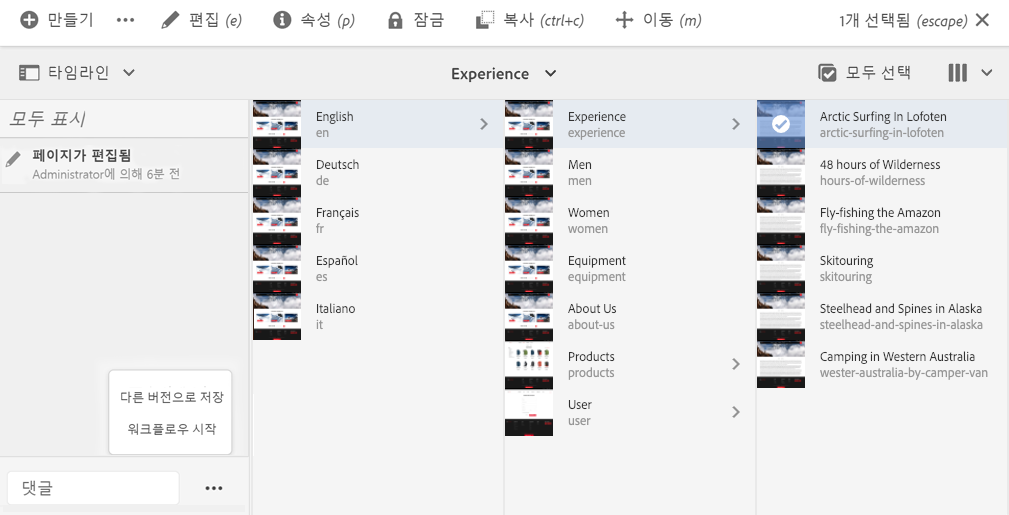 만들기
편집 (e)
속성 (p)
잠금
복사 (ctrl+c)
이동 (m)
1개 선택됨 (escape)
타임라인
Experience
모두 선택
모두 표시
페이지가 편집됨
Administrator에 의해 6분 전
다른 버전으로 저장
워크플로우 시작
댓글
English
en
Deutsch
de
Français
fr
Español
es
Italiano
it
Experience
experience
Men
men
Women
women
Equipment
equipment
About Us
about-us
Products
products
User
user
Arctic Surfing In Lofoten
arctic-surfing-in-lofoten
48 hours of Wilderness
hours-of-wilderness
Fly-fishing the Amazon
fly-fishing-the-amazon
Skitouring
skitouring
Steelhead and Spines in Alaska
steelhead-and-spines-in-alaska
Camping in Western Australia
wester-australia-by-camper-van